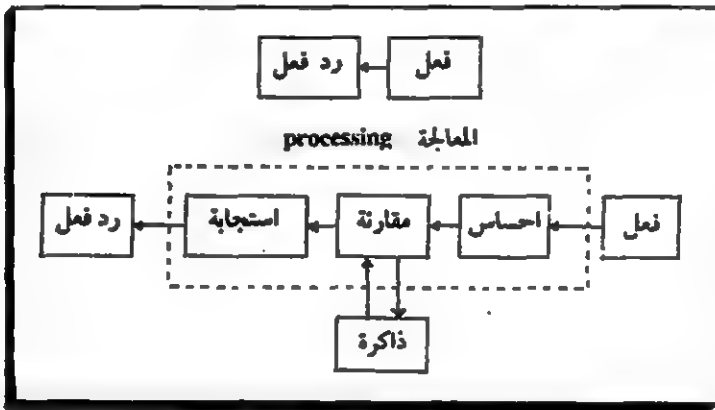 فعل رد فعل
المعالجة processing
فعل احساس مقارنة استجابة رد فعل
ذاكرة